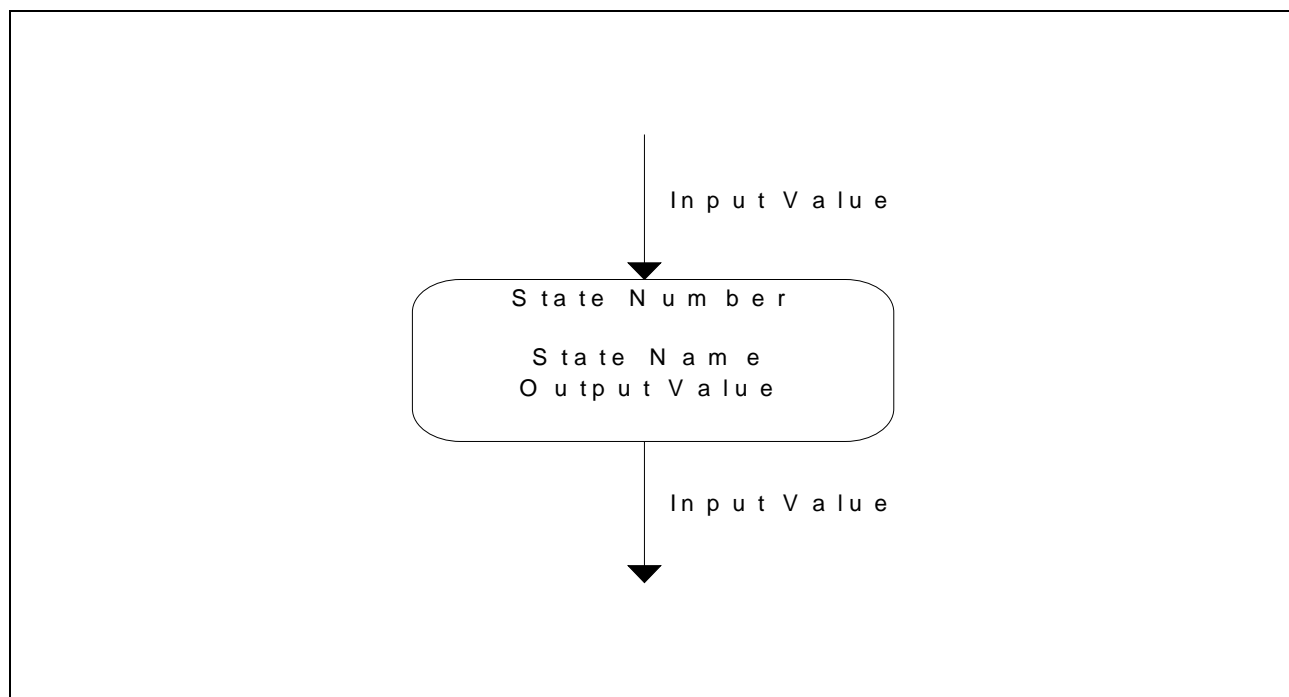 Input Value
State Number
State Name
Output Value
Input Value